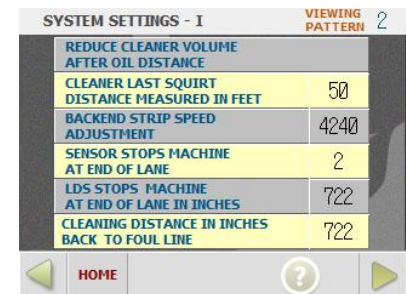 SYSTEM SETTINGS - I
VIEWING
PATTERN 2
REDUCE CLEANER VOLUME
AFTER OIL DISTANCE
CLEANER LAST SQUIRT
DISTANCE MEASURED IN FEET
50
BACKEND STRIP SPEED
ADJUSTMENT
4240
SENSOR STOPS MACHINE
AT END OF LANE
2
LDS STOPS MACHINE
AT END OF LANE IN INCHES
722
CLEANING DISTANCE IN INCHES
BACK TO FOUL LINE
722
HOME
?